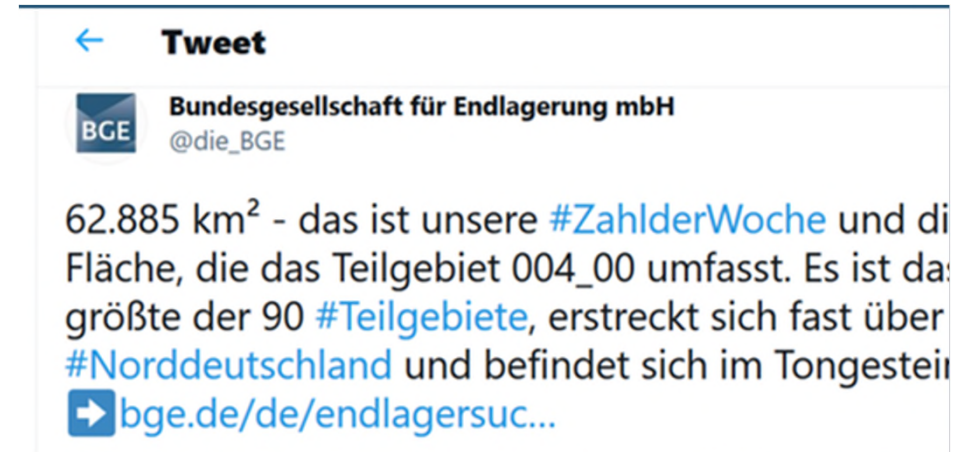 ← Tweet
BGE
Bundesgesellschaft für Endlagerung mbH
@die_BGE
62.885 km² - das ist unsere #ZahlderWoche und di
Fläche, die das Teilgebiet 004_00 umfasst. Es ist das
größte der 90 #Teilgebiete, erstreckt sich fast über
#Norddeutschland und befindet sich im Tongestein
➡bge.de/de/endlagersuc...